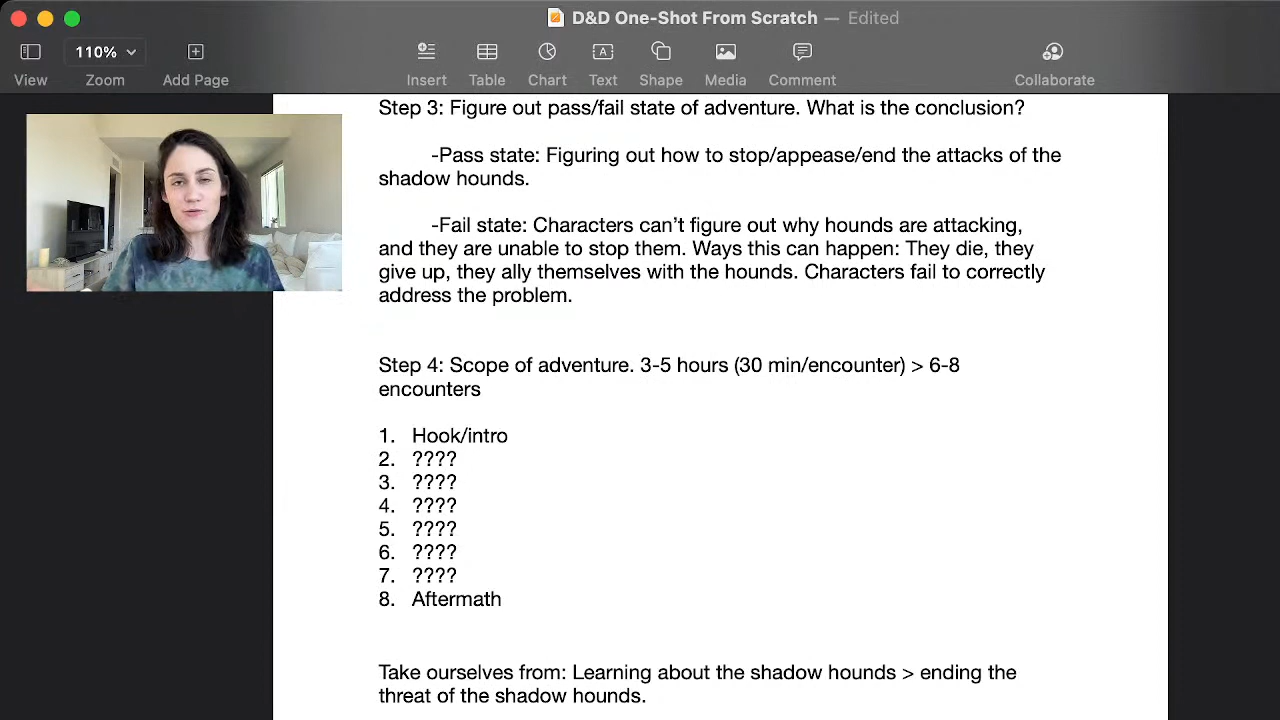 D&D One-Shot From Scratch — Edited
110%
View
Zoom
Add Page
Insert
Table
Chart
Text
Shape
Media
Comment
Collaborate
Step 3: Figure out pass/fail state of adventure. What is the conclusion?
-Pass state: Figuring out how to stop/appease/end the attacks of the
shadow hounds.
-Fail state: Characters can’t figure out why hounds are attacking,
and they are unable to stop them. Ways this can happen: They die, they
give up, they ally themselves with the hounds. Characters fail to correctly
address the problem.
Step 4: Scope of adventure. 3-5 hours (30 min/encounter) > 6-8
encounters
1. Hook/intro
2. ????
3. ????
4. ????
5. ????
6. ????
7. ????
8. Aftermath
Take ourselves from: Learning about the shadow hounds > ending the
threat of the shadow hounds.